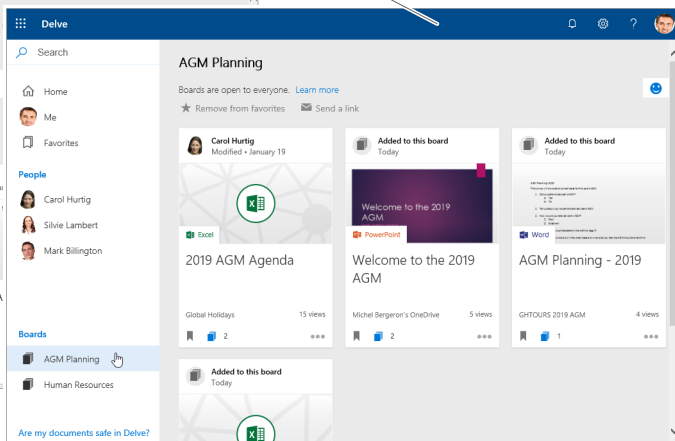 Delve
?
Search
Home
Me
Favorites
People
Carol Hurtig
Silvie Lambert
Mark Billington
Boards
AGM Planning
Human Resources
Are my documents safe in Delve?
AGM Planning
Boards are open to everyone. Learn more
Remove from favorites Send a link
Carol Hurtig
Modified • January 19
Excel
2019 AGM Agenda
Global Holidays 15 views
2
Added to this board
Today
Welcome to the 2019
AGM
PowerPoint
Welcome to the 2019
AGM
Michel Bergeron's OneDrive 5 views
2
Added to this board
Today
Word
AGM Planning - 2019
GHTOURS 2019 AGM 4 views
1
Added to this board
Today